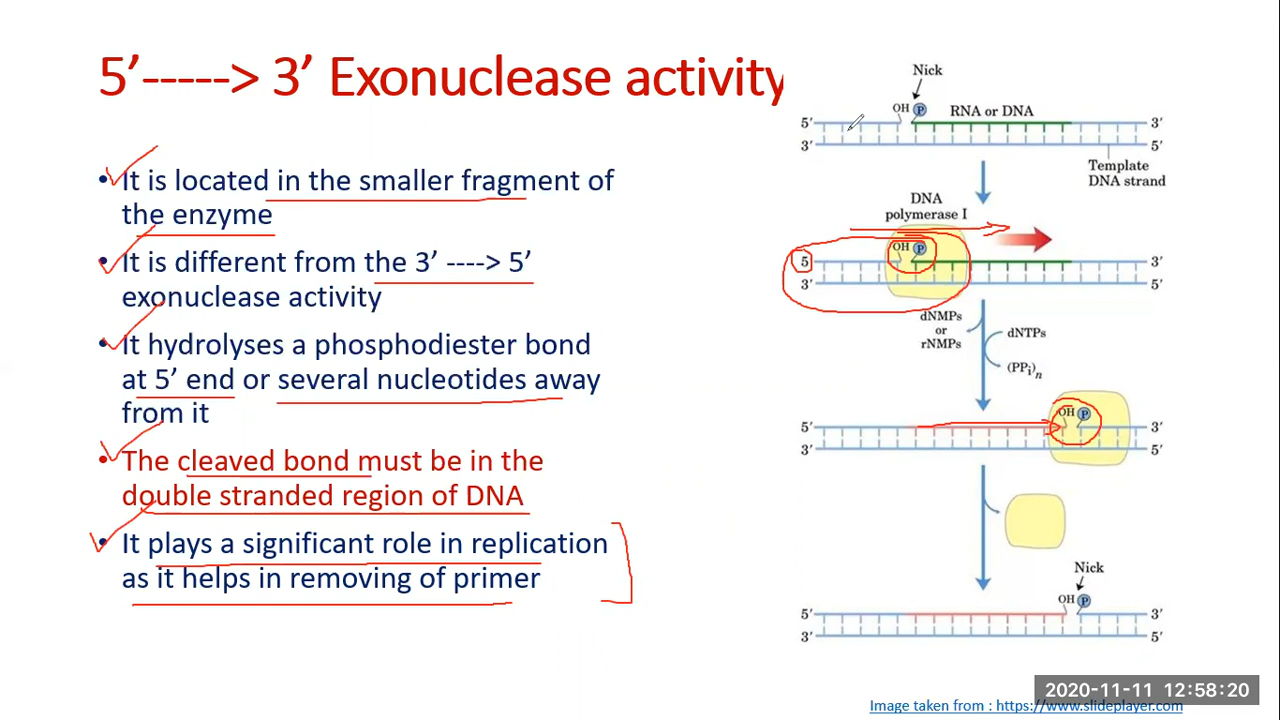 5’-----> 3’ Exonuclease activity
• It is located in the smaller fragment of
the enzyme
• It is different from the 3’ ----> 5’
exonuclease activity
• It hydrolyses a phosphodiester bond
at 5’ end or several nucleotides away
from it
• The cleaved bond must be in the
double stranded region of DNA
• It plays a significant role in replication
as it helps in removing of primer
Nick
OH P RNA or DNA
5′ 3′
3′ 5′
Template
DNA strand
DNA
polymerase I
OH P
5 3′
3′ 5′
dNMPs
or
rNMPs
dNTPs
(PPi)n
OH P
5′ 3′
3′ 5′
Nick
OH P
5′ 3′
3′ 5′
2020-11-11 12:58:20
Image taken from : https://www.slideplayer.com